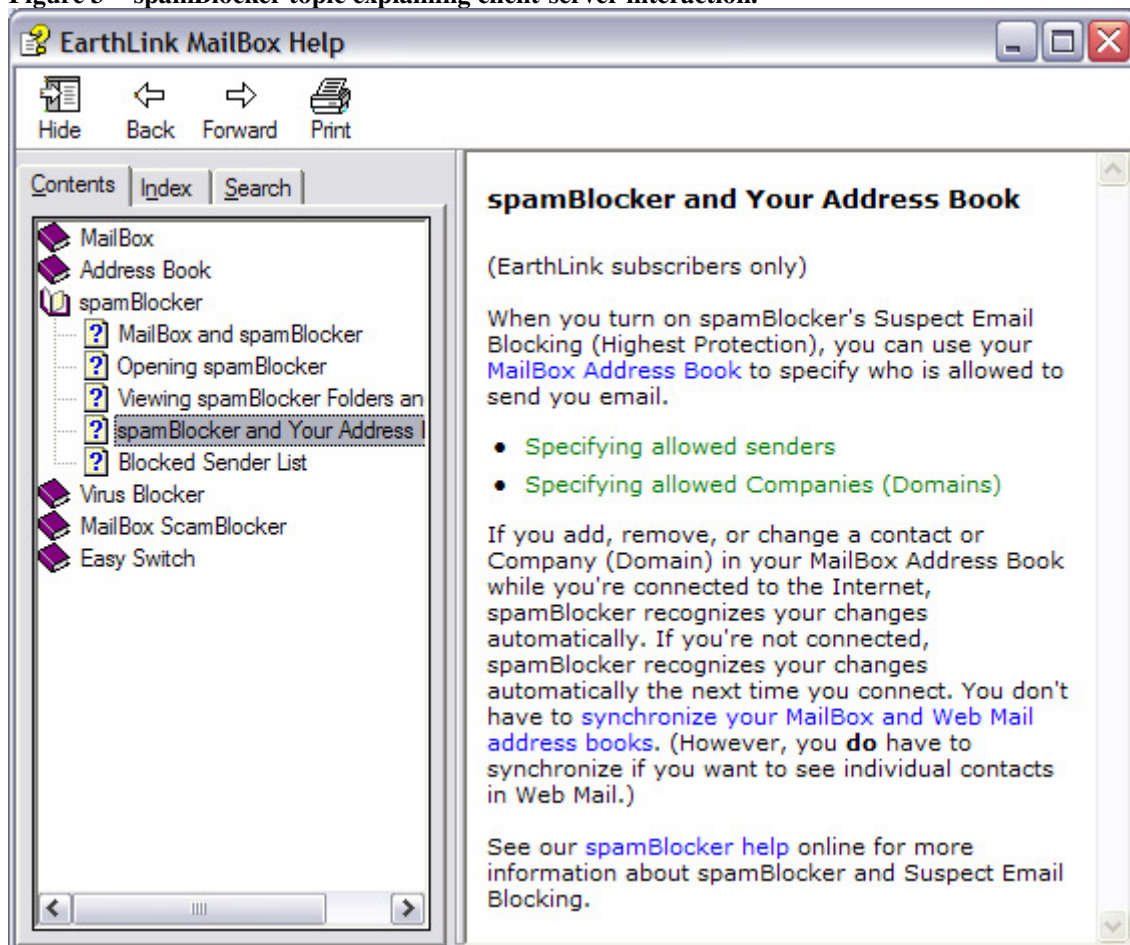 Figure 3 – spamBlocker topic explaining client-server interaction.
EarthLink MailBox Help
Hide Back Forward Print
Contents Index Search
MailBox
Address Book
spamBlocker
MailBox and spamBlocker
Opening spamBlocker
Viewing spamBlocker Folders an
spamBlocker and Your Address
Blocked Sender List
Virus Blocker
MailBox ScamBlocker
Easy Switch
spamBlocker and Your Address Book
(EarthLink subscribers only)
When you turn on spamBlocker's Suspect Email
Blocking (Highest Protection), you can use your
MailBox Address Book to specify who is allowed to
send you email.
• Specifying allowed senders
• Specifying allowed Companies (Domains)
If you add, remove, or change a contact or
Company (Domain) in your MailBox Address Book
while you're connected to the Internet,
spamBlocker recognizes your changes
automatically. If you're not connected,
spamBlocker recognizes your changes
automatically the next time you connect. You don't
have to synchronize your MailBox and Web Mail
address books. (However, you do have to
synchronize if you want to see individual contacts
in Web Mail.)
See our spamBlocker help online for more
information about spamBlocker and Suspect Email
Blocking.